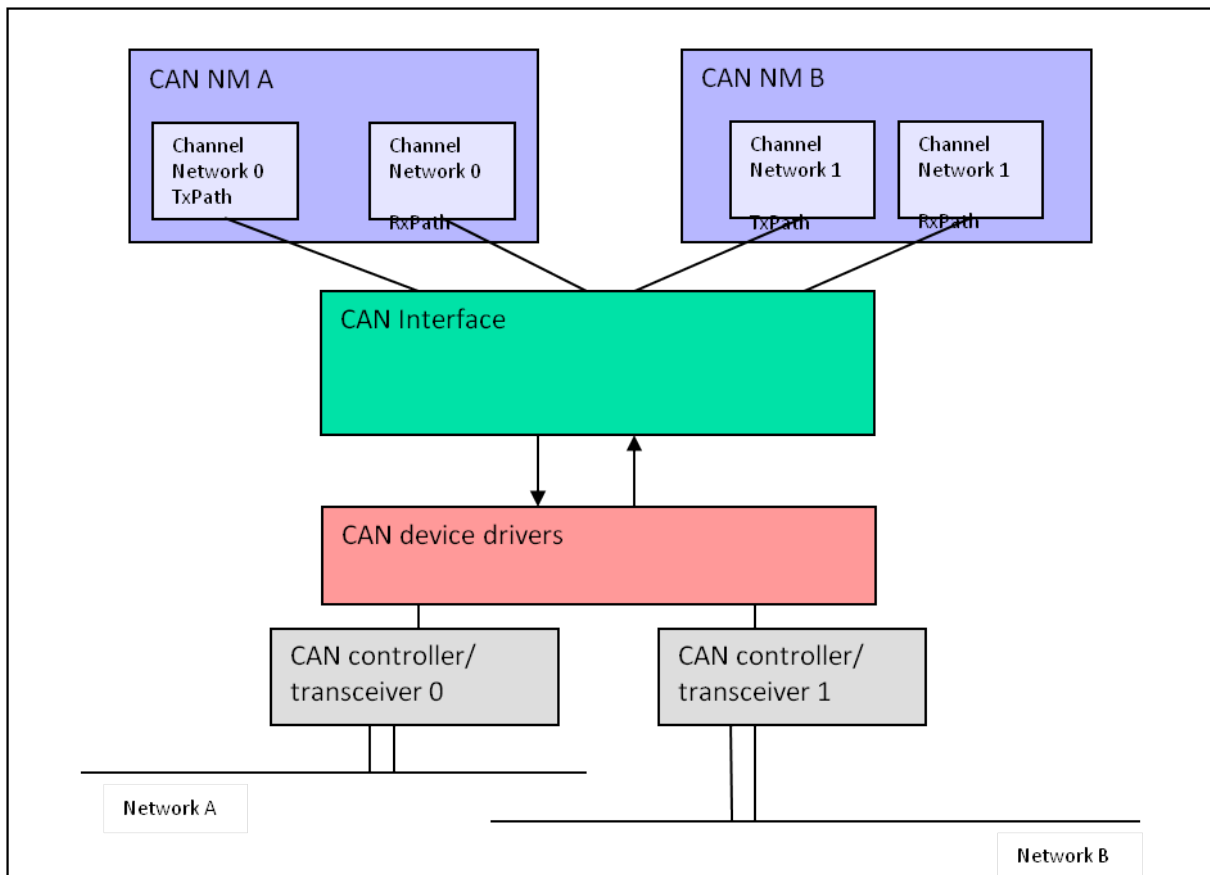 CAN NM A
Channel
Network 0
TxPath
Channel
Network 0
RxPath
CAN NM B
Channel
Network 1
TxPath
Channel
Network 1
RxPath
CAN Interface
CAN device drivers
CAN controller/
transceiver 0
CAN controller/
transceiver 1
Network A
Network B